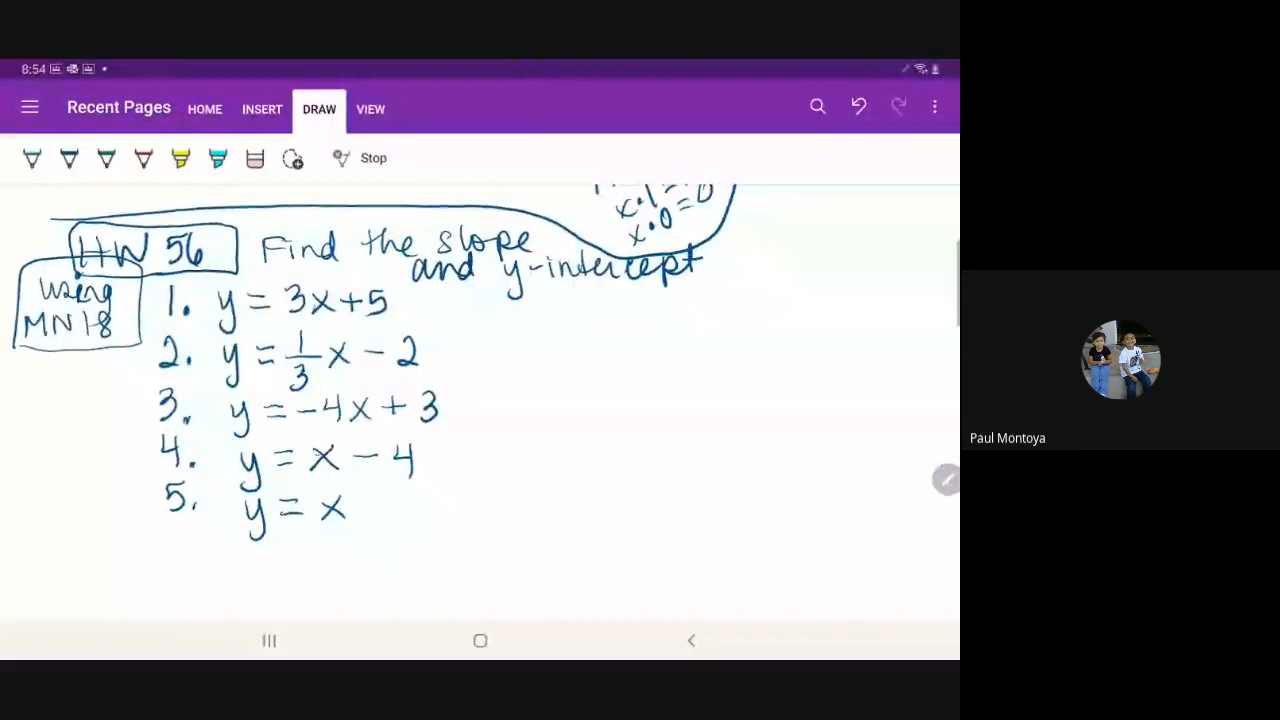 8:54
Recent Pages HOME INSERT DRAW VIEW
Stop
x•1
x•0=0
HW 56 Find the slope
and y-intercept
using
MN 18
1. y = 3x+5
2. y = 1/3 x - 2
3. y = -4x + 3
4. y = x - 4
5. y = x
Paul Montoya